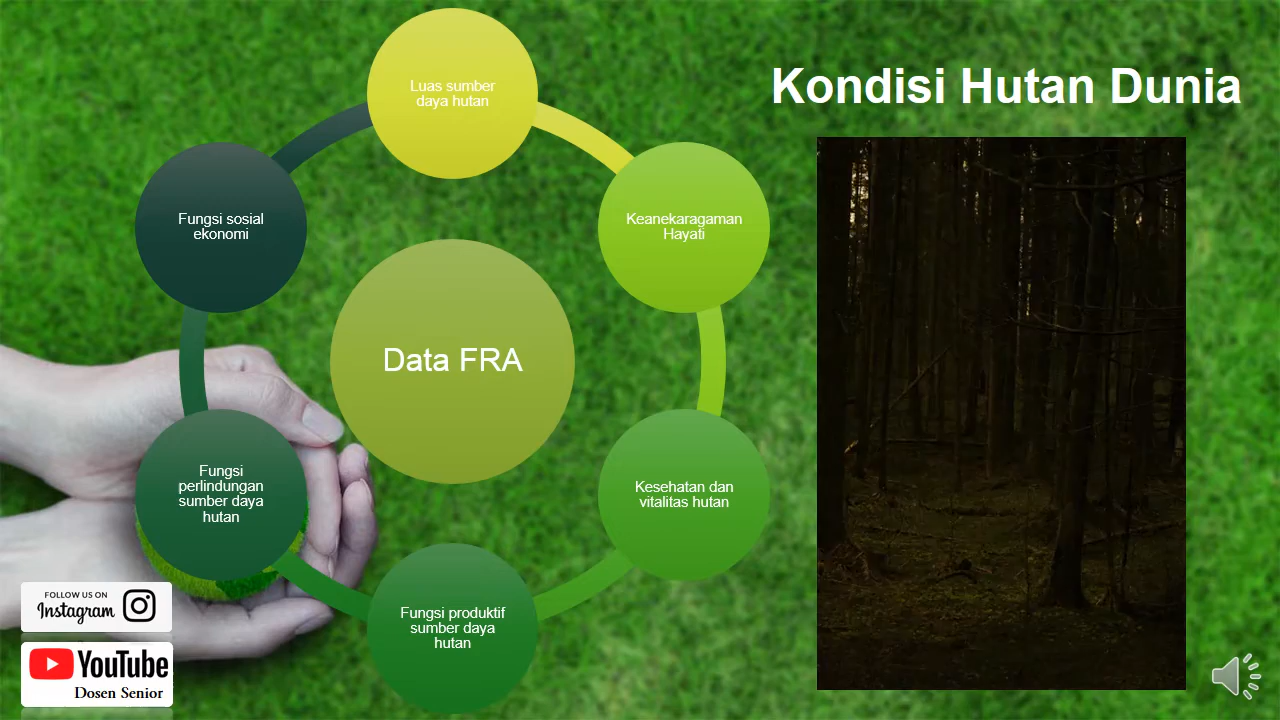 Kondisi Hutan Dunia
Luas sumber
daya hutan
Keanekaragaman
Hayati
Kesehatan dan
vitalitas hutan
Fungsi produktif
sumber daya
hutan
Fungsi
perlindungan
sumber daya
hutan
Fungsi sosial
ekonomi
Data FRA
FOLLOW US ON
Instagram
YouTube
Dosen Senior